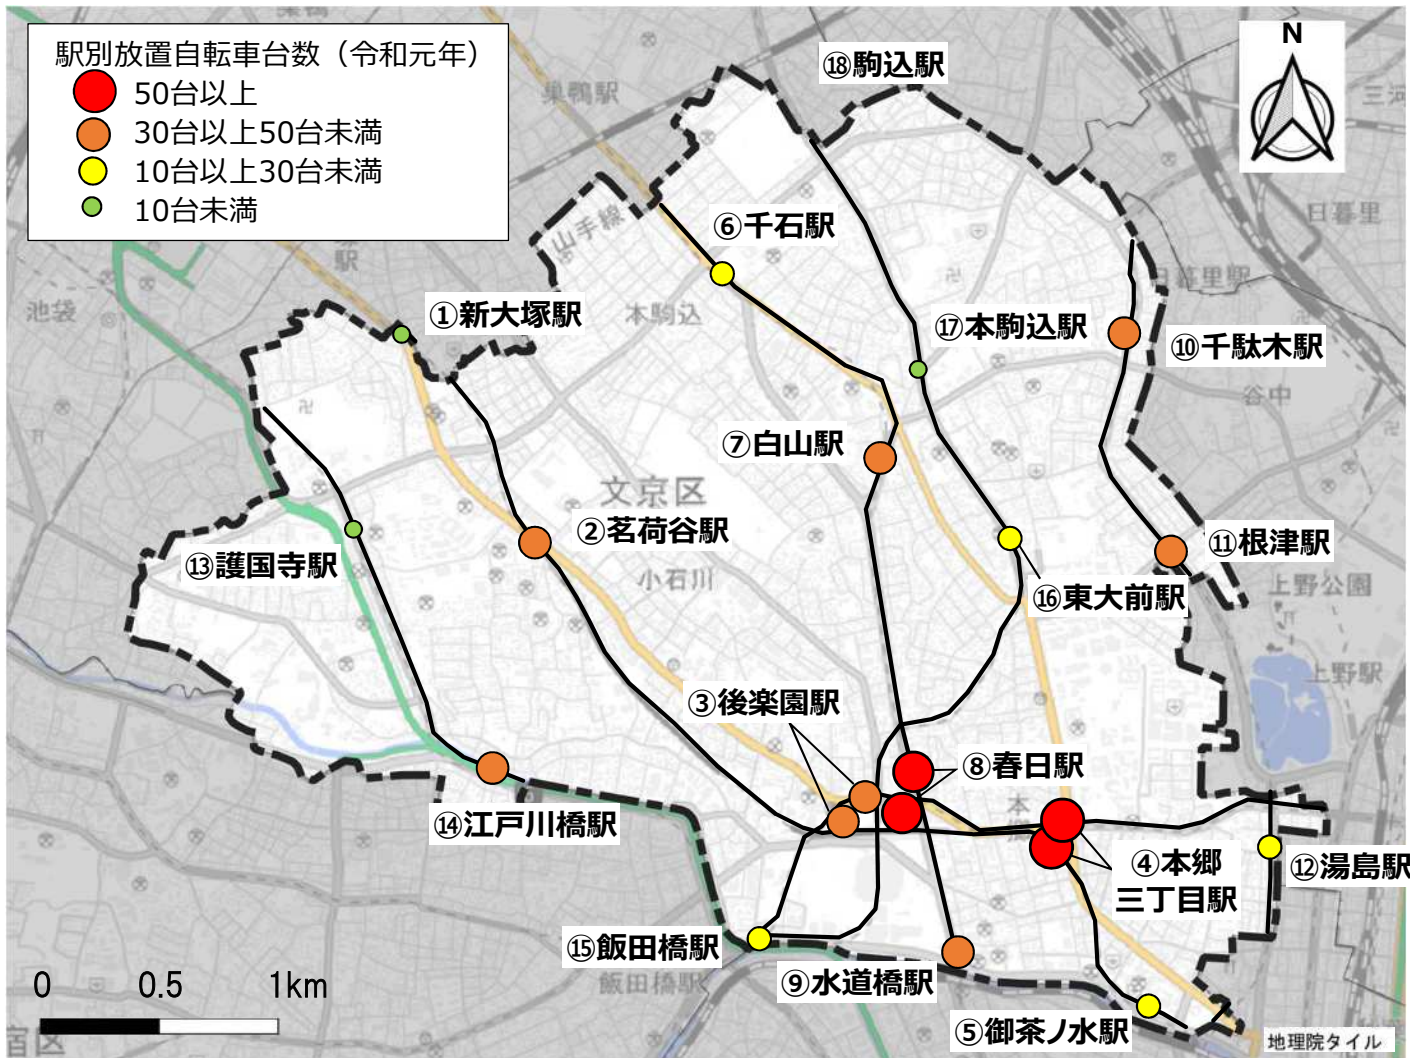 駅別放置自転車台数（令和元年）
50台以上
30台以上50台未満
10台以上30台未満
10台未満
N
⑱駒込駅
巣鴨駅
三河
日暮里
山手線
⑥千石駅
駅
日暮里駅
池袋
①新大塚駅
本駒込
⑰本駒込駅
⑩千駄木駅
谷中
⑦白山駅
文京区
②茗荷谷駅
⑪根津駅
⑬護国寺駅
小石川
上野公園
⑯東大前駅
上野駅
③後楽園駅
⑧春日駅
本
⑭江戸川橋駅
④本郷
三丁目駅
⑫湯島駅
⑮飯田橋駅
飯田橋駅
⑨水道橋駅
0 0.5 1km
⑤御茶ノ水駅
宿区
地理院タイル